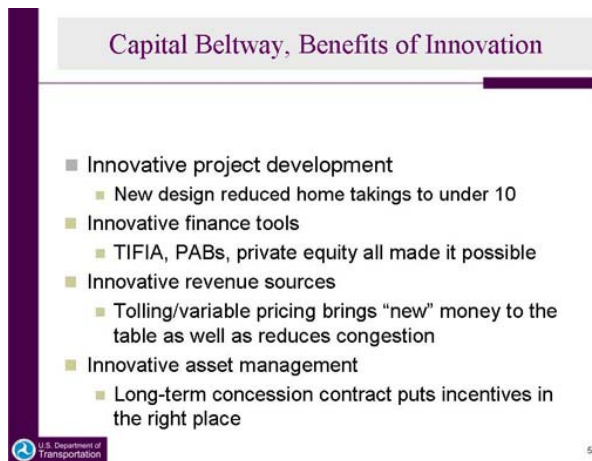 Capital Beltway, Benefits of Innovation
Innovative project development
New design reduced home takings to under 10
Innovative finance tools
TIFIA, PABs, private equity all made it possible
Innovative revenue sources
Tolling/variable pricing brings “new” money to the
table as well as reduces congestion
Innovative asset management
Long-term concession contract puts incentives in
the right place
U.S. Department of
Transportation
5